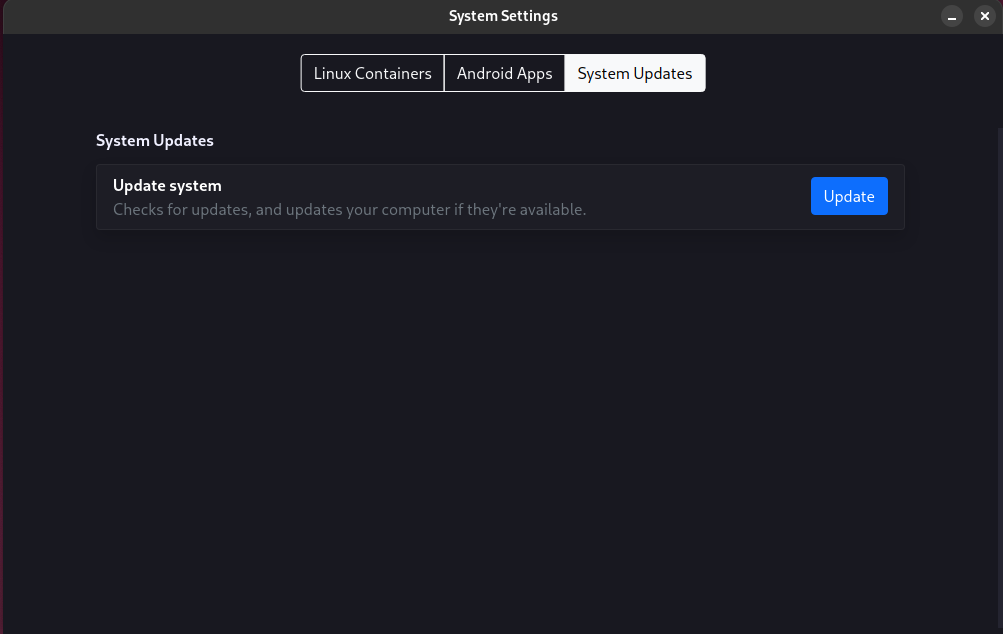 System Settings
Linux Containers
Android Apps
System Updates
System Updates
Update system
Checks for updates, and updates your computer if they're available.
Update